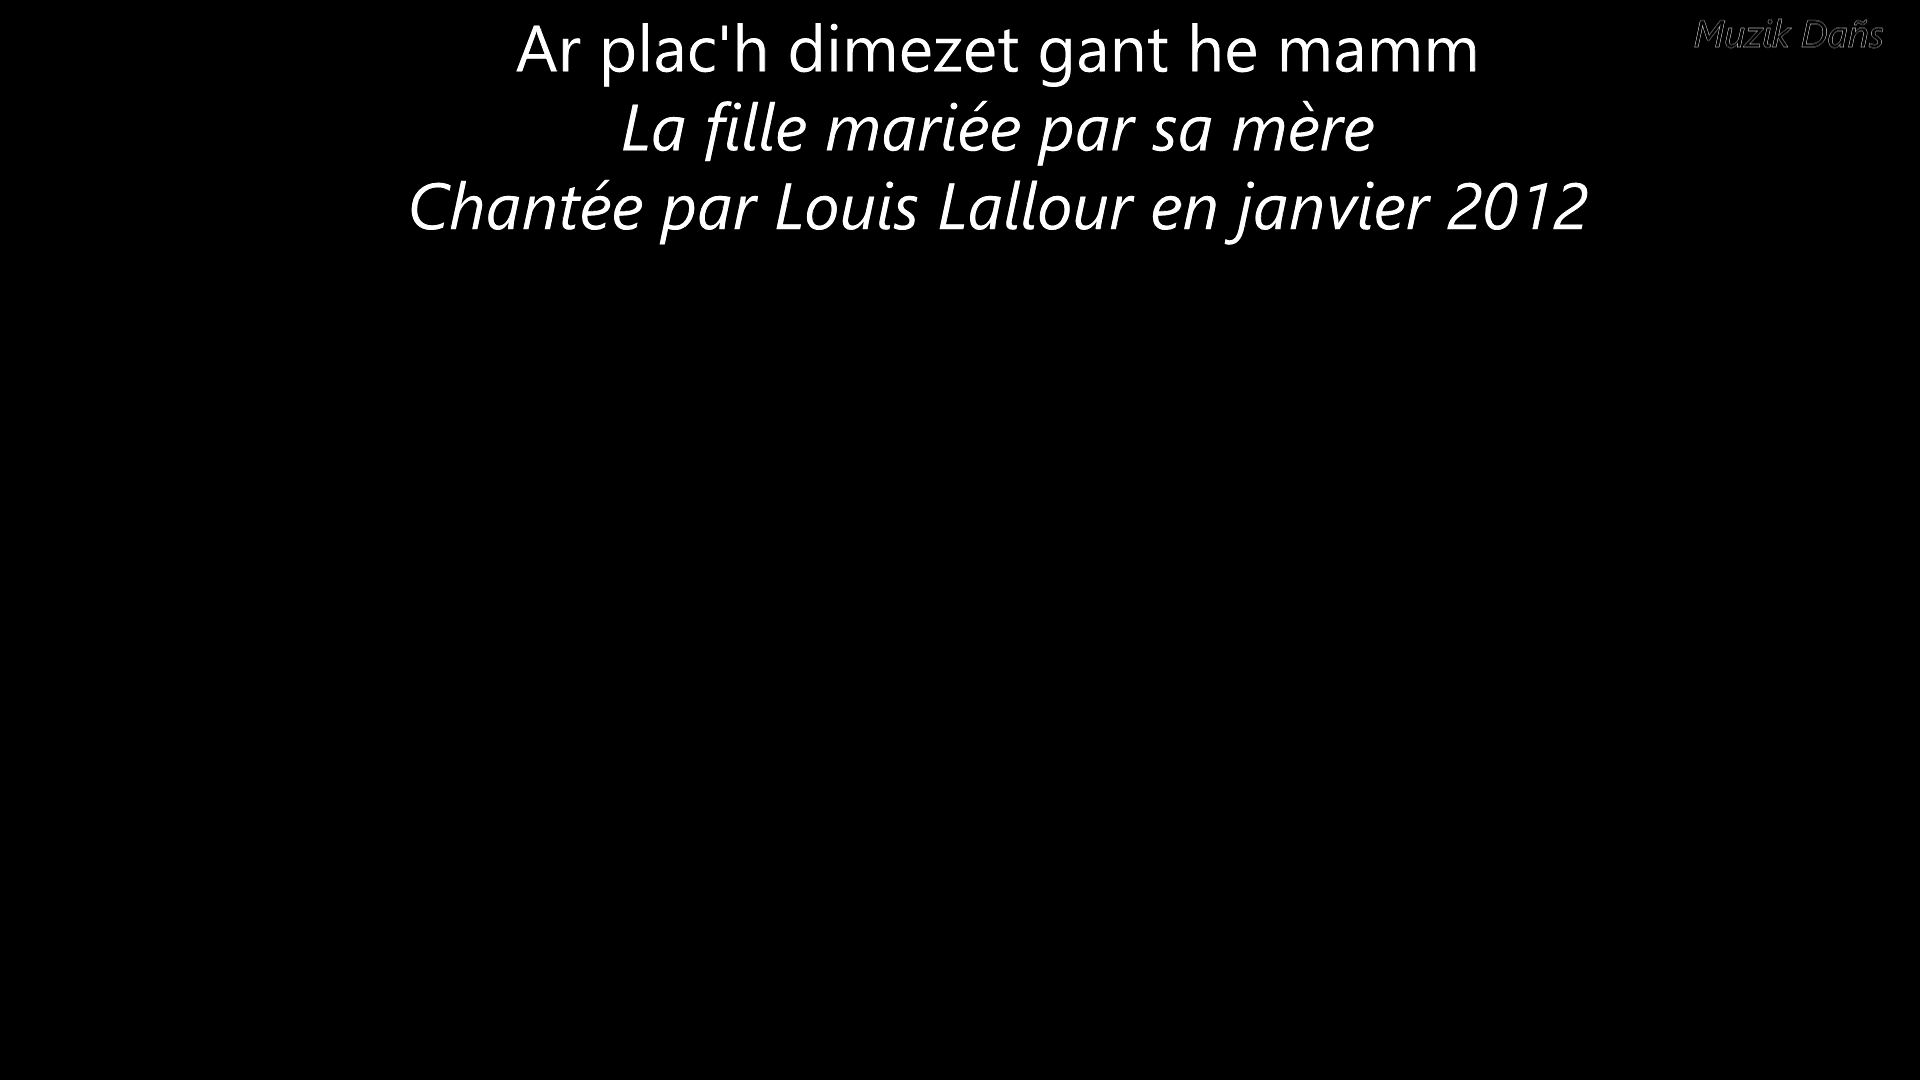 Ar plac'h dimezet gant he mamm
La fille mariée par sa mère
Chantée par Louis Lallour en janvier 2012
Muzik Dañs